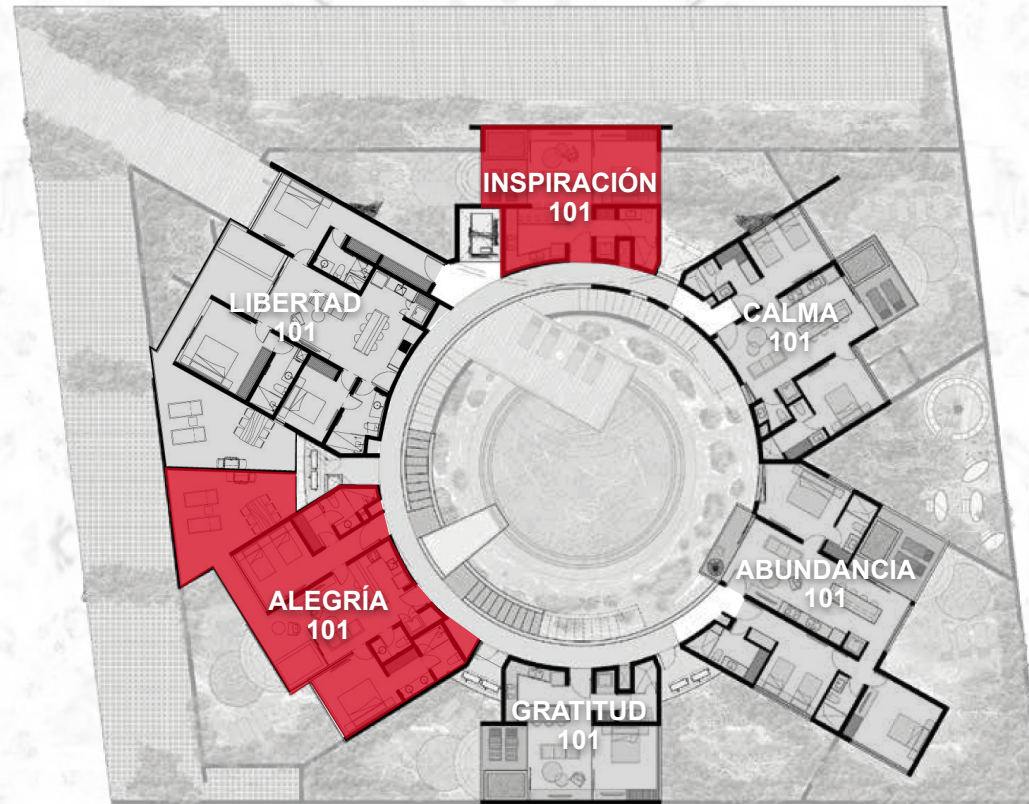 INSPIRACIÓN
101
LIBERTAD
101
CALMA
101
ALEGRÍA
101
ABUNDANCIA
101
GRATITUD
101